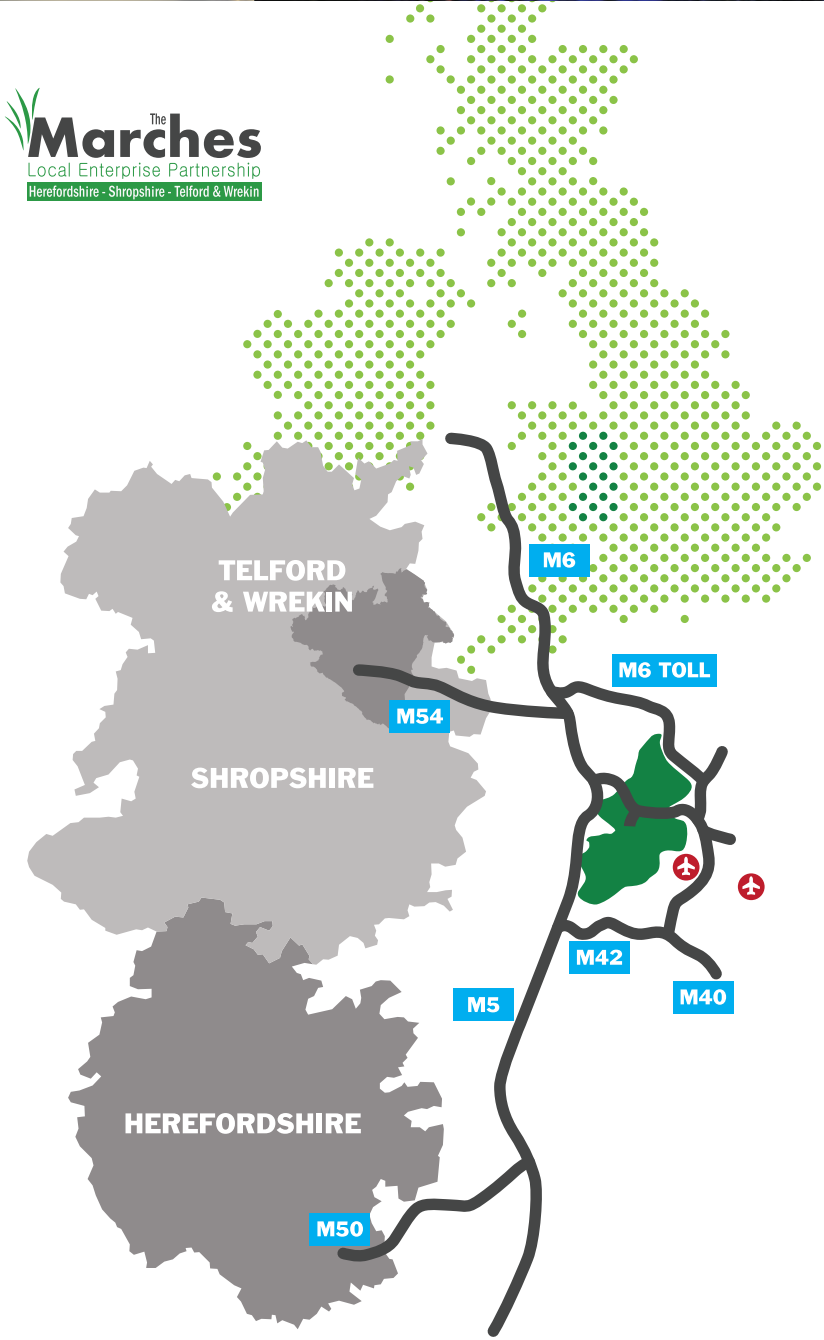 The
Marches
Local Enterprise Partnership
Herefordshire - Shropshire - Telford & Wrekin
TELFORD
& WREKIN
M6
M6 TOLL
M54
SHROPSHIRE
M42
M40
M5
HEREFORDSHIRE
M50